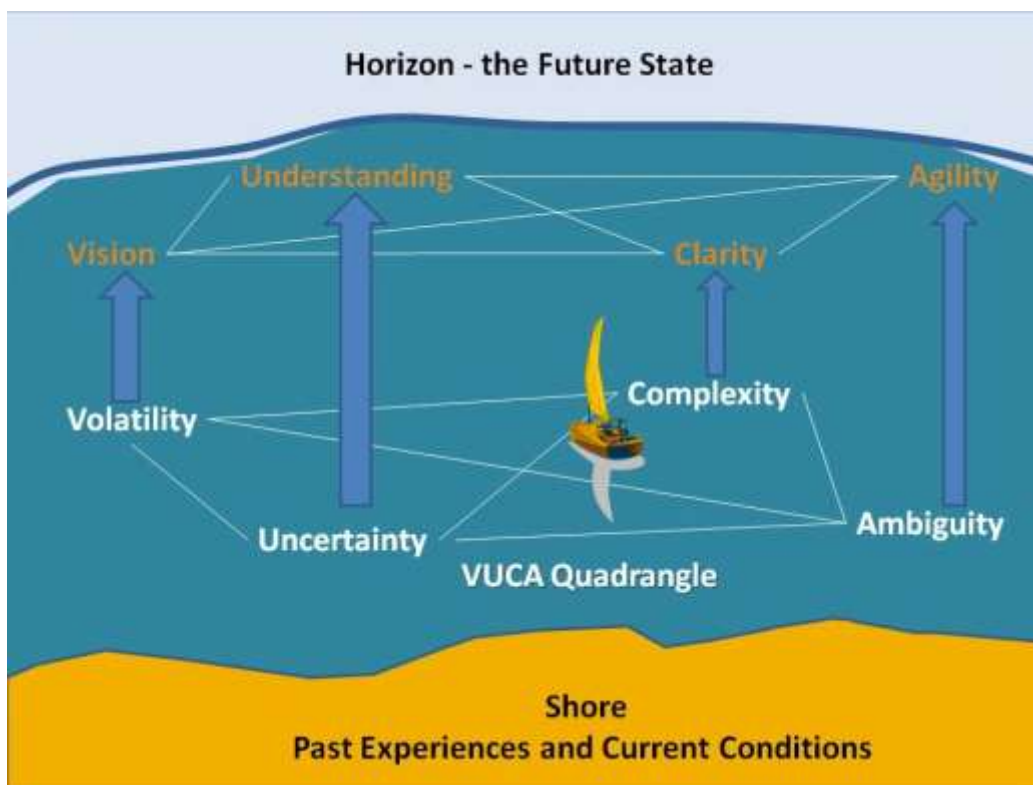 Horizon - the Future State
Understanding
Agility
Vision
Clarity
Complexity
Volatility
Ambiguity
Uncertainty
VUCA Quadrangle
Shore
Past Experiences and Current Conditions